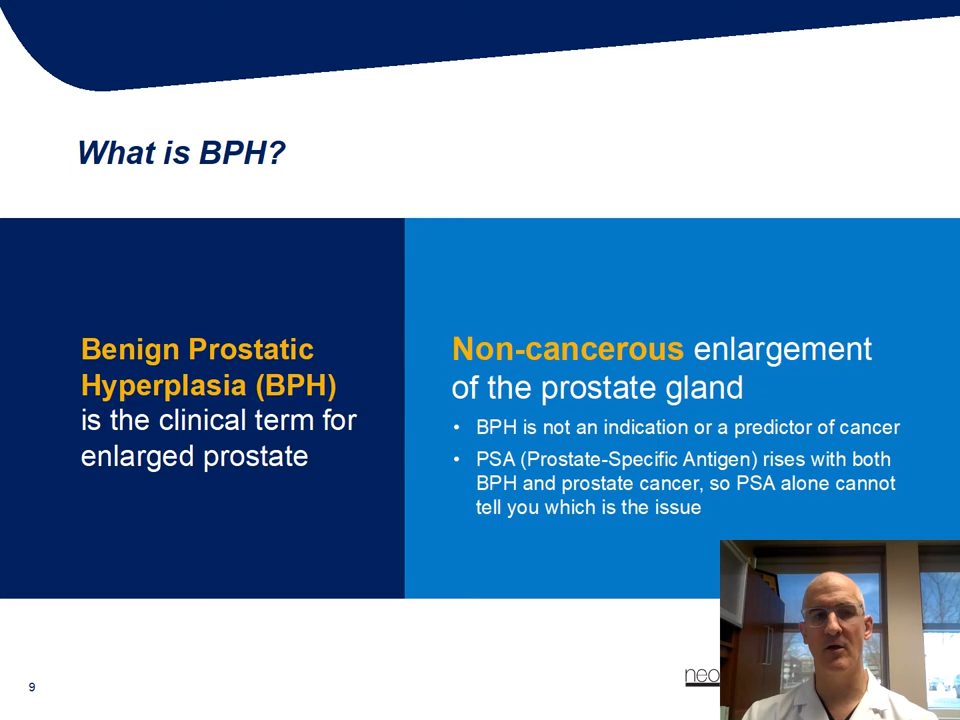 What is BPH?
Benign Prostatic
Hyperplasia (BPH)
is the clinical term for
enlarged prostate
Non-cancerous enlargement
of the prostate gland
• BPH is not an indication or a predictor of cancer
• PSA (Prostate-Specific Antigen) rises with both
BPH and prostate cancer, so PSA alone cannot
tell you which is the issue
9
neo